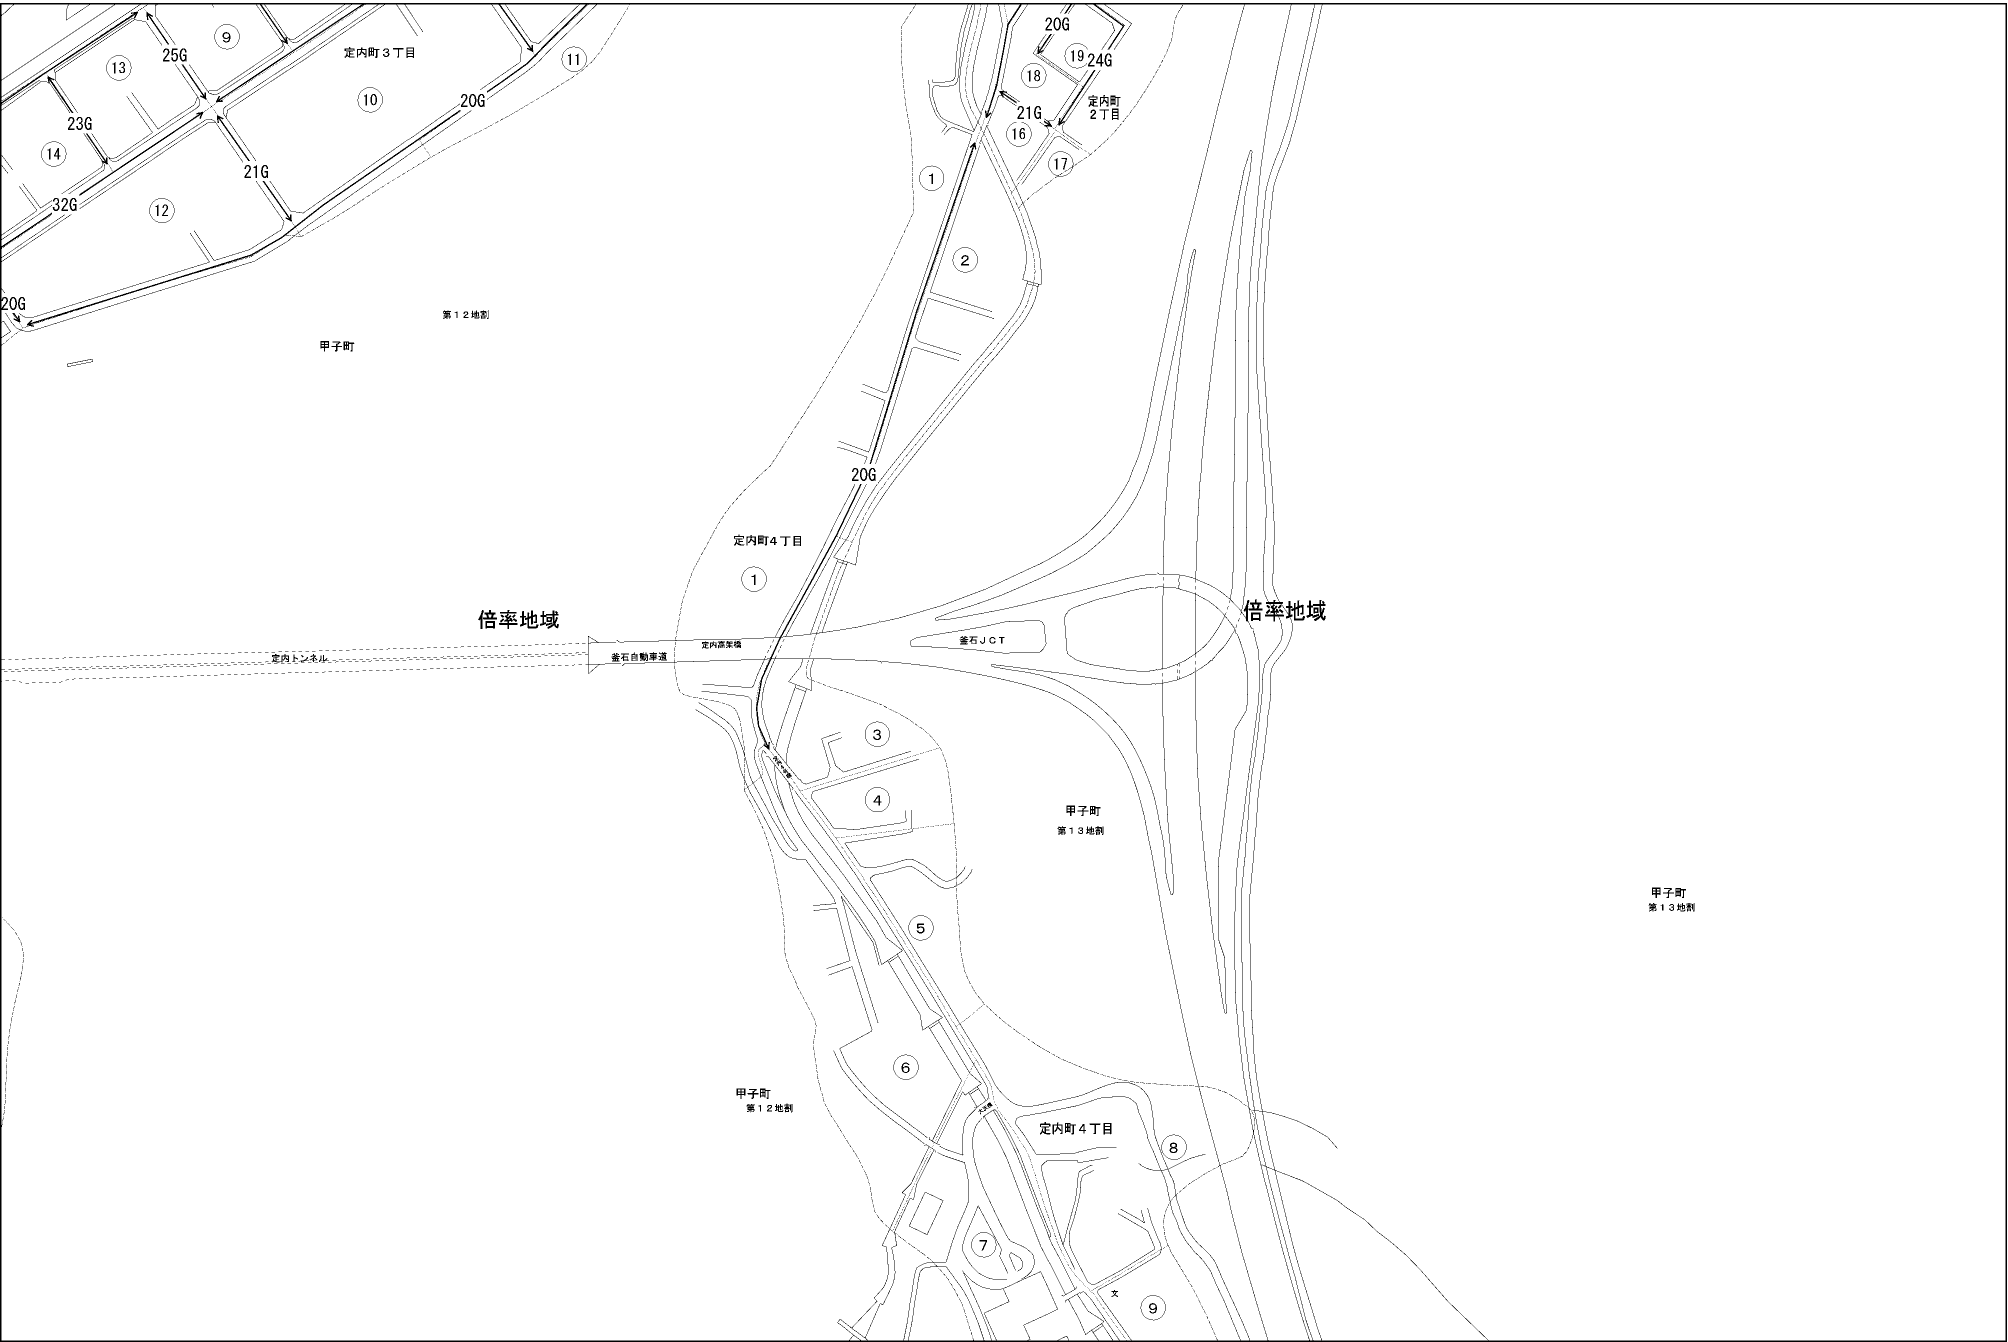 20G
9
25G
定内町３丁目
11
19
24G
13
18
10
20G
定内町
２丁目
21G
23G
16
14
17
21G
1
32G
12
2
20G
第１２地割
甲子町
20G
定内町４丁目
1
倍率地域
倍率地域
釜石ＪＣＴ
定内高架橋
定内トンネル
釜石自動車道
3
4
甲子町
第１３地割
甲子町
第１３地割
5
6
甲子町
第１２地割
定内町４丁目
8
7
文
9